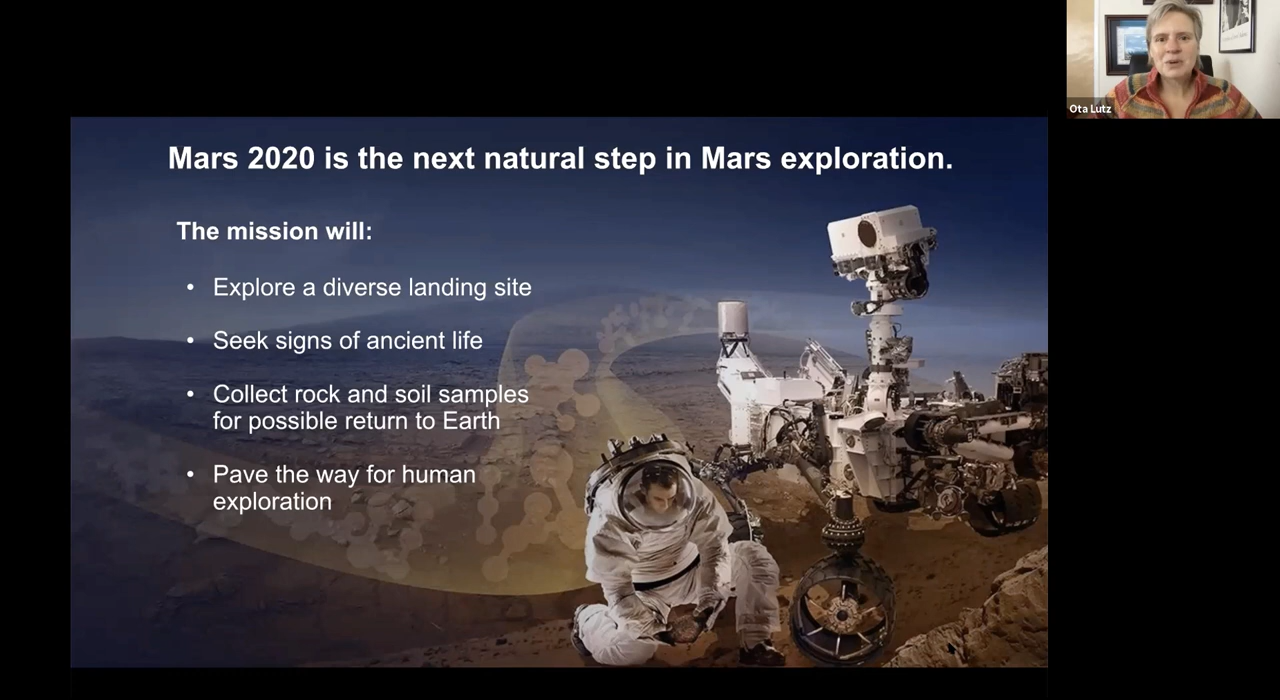 Ota Lutz
Mars 2020 is the next natural step in Mars exploration.
The mission will:
• Explore a diverse landing site
• Seek signs of ancient life
• Collect rock and soil samples
for possible return to Earth
• Pave the way for human
exploration